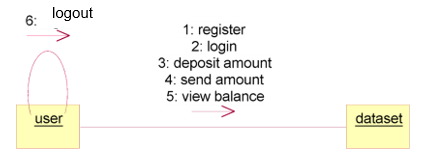 6: logout
1: register
2: login
3: deposit amount
4: send amount
5: view balance
user
dataset